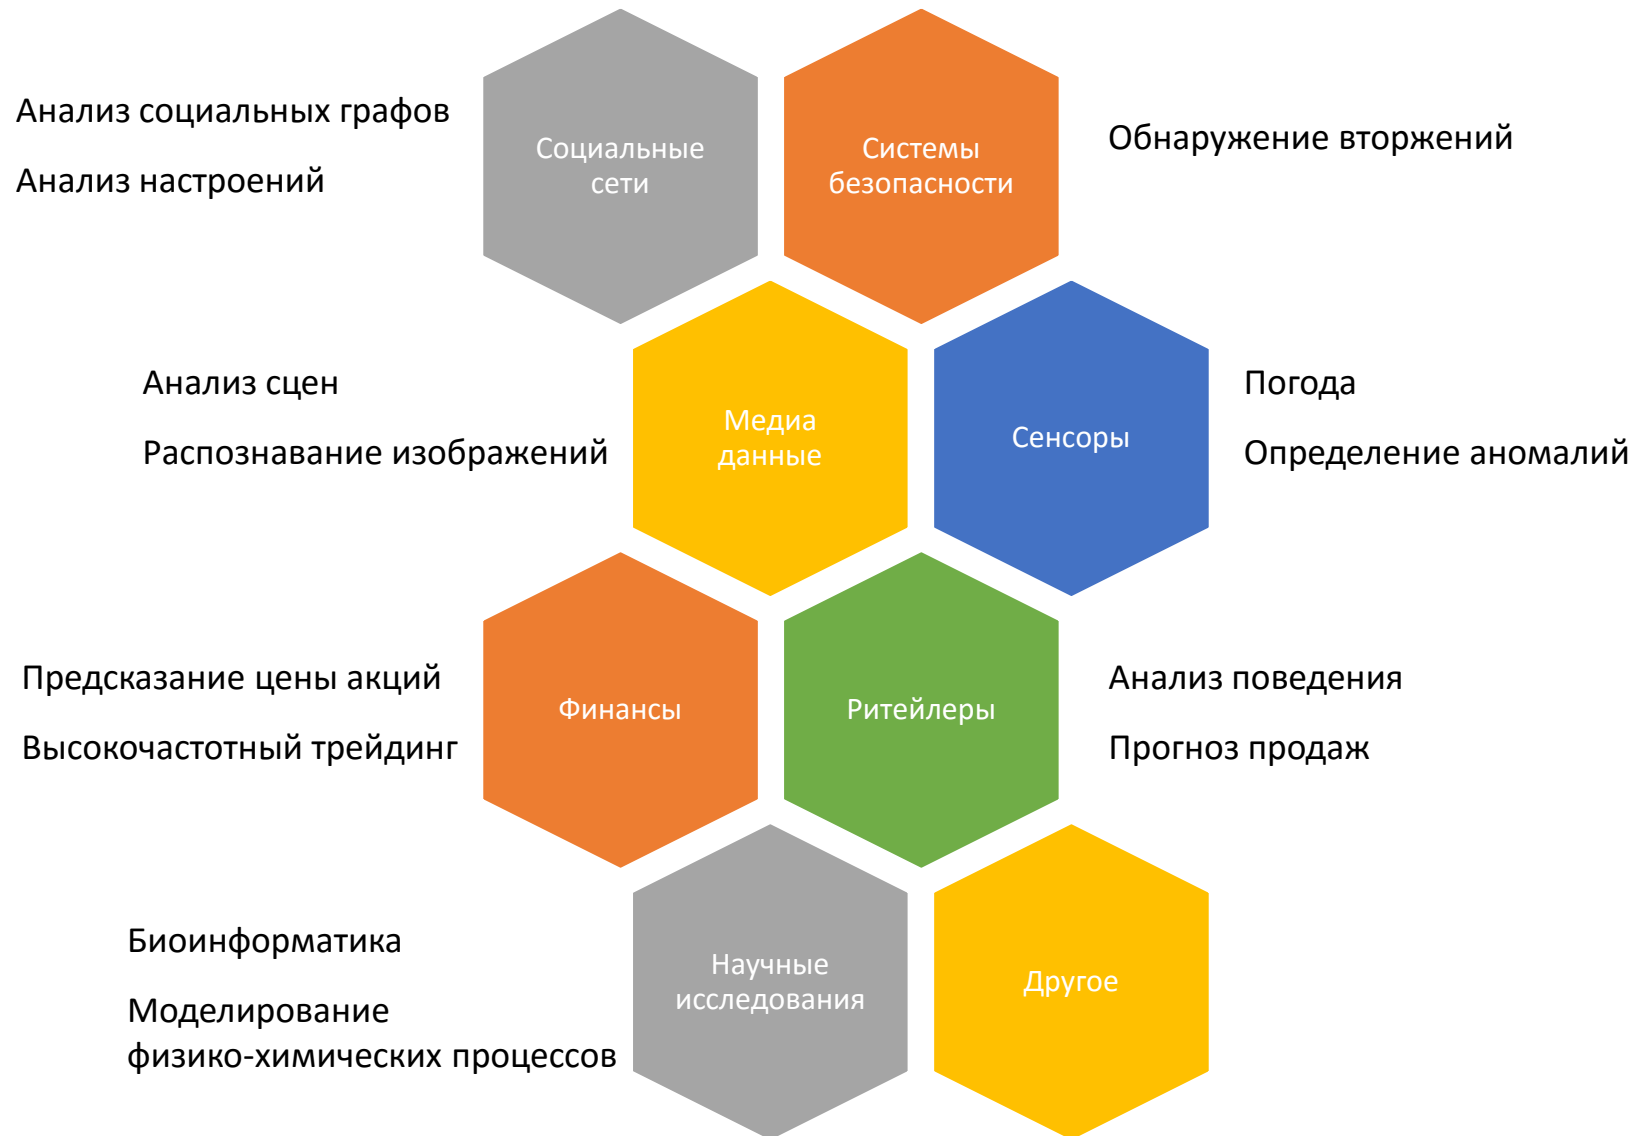 Анализ социальных графов
Анализ настроений
Социальные
сети
Системы
безопасности
Обнаружение вторжений
Анализ сцен
Распознавание изображений
Медиа
данные
Сенсоры
Погода
Определение аномалий
Предсказание цены акций
Высокочастотный трейдинг
Финансы
Ритейлеры
Анализ поведения
Прогноз продаж
Биоинформатика
Моделирование
физико-химических процессов
Научные
исследования
Другое